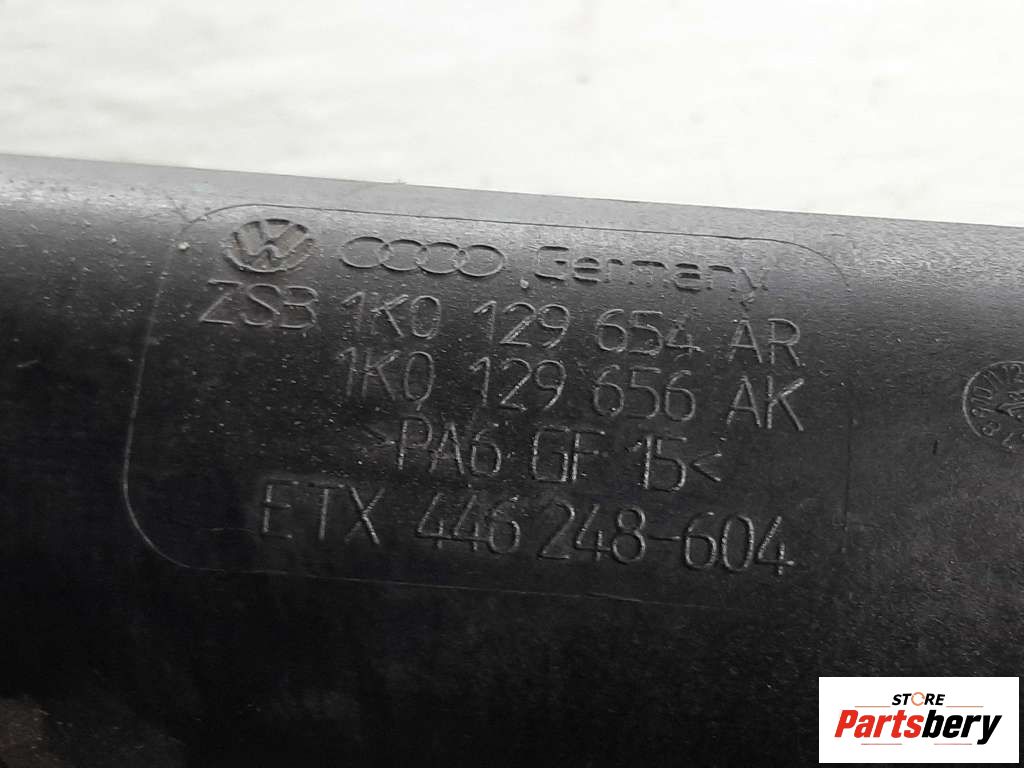 Germany
ZSB 1K0 129 654 AR
1K0 129 656 AK
>PA6 GF 15<
ETX 446 248-604
STORE
Partsbery